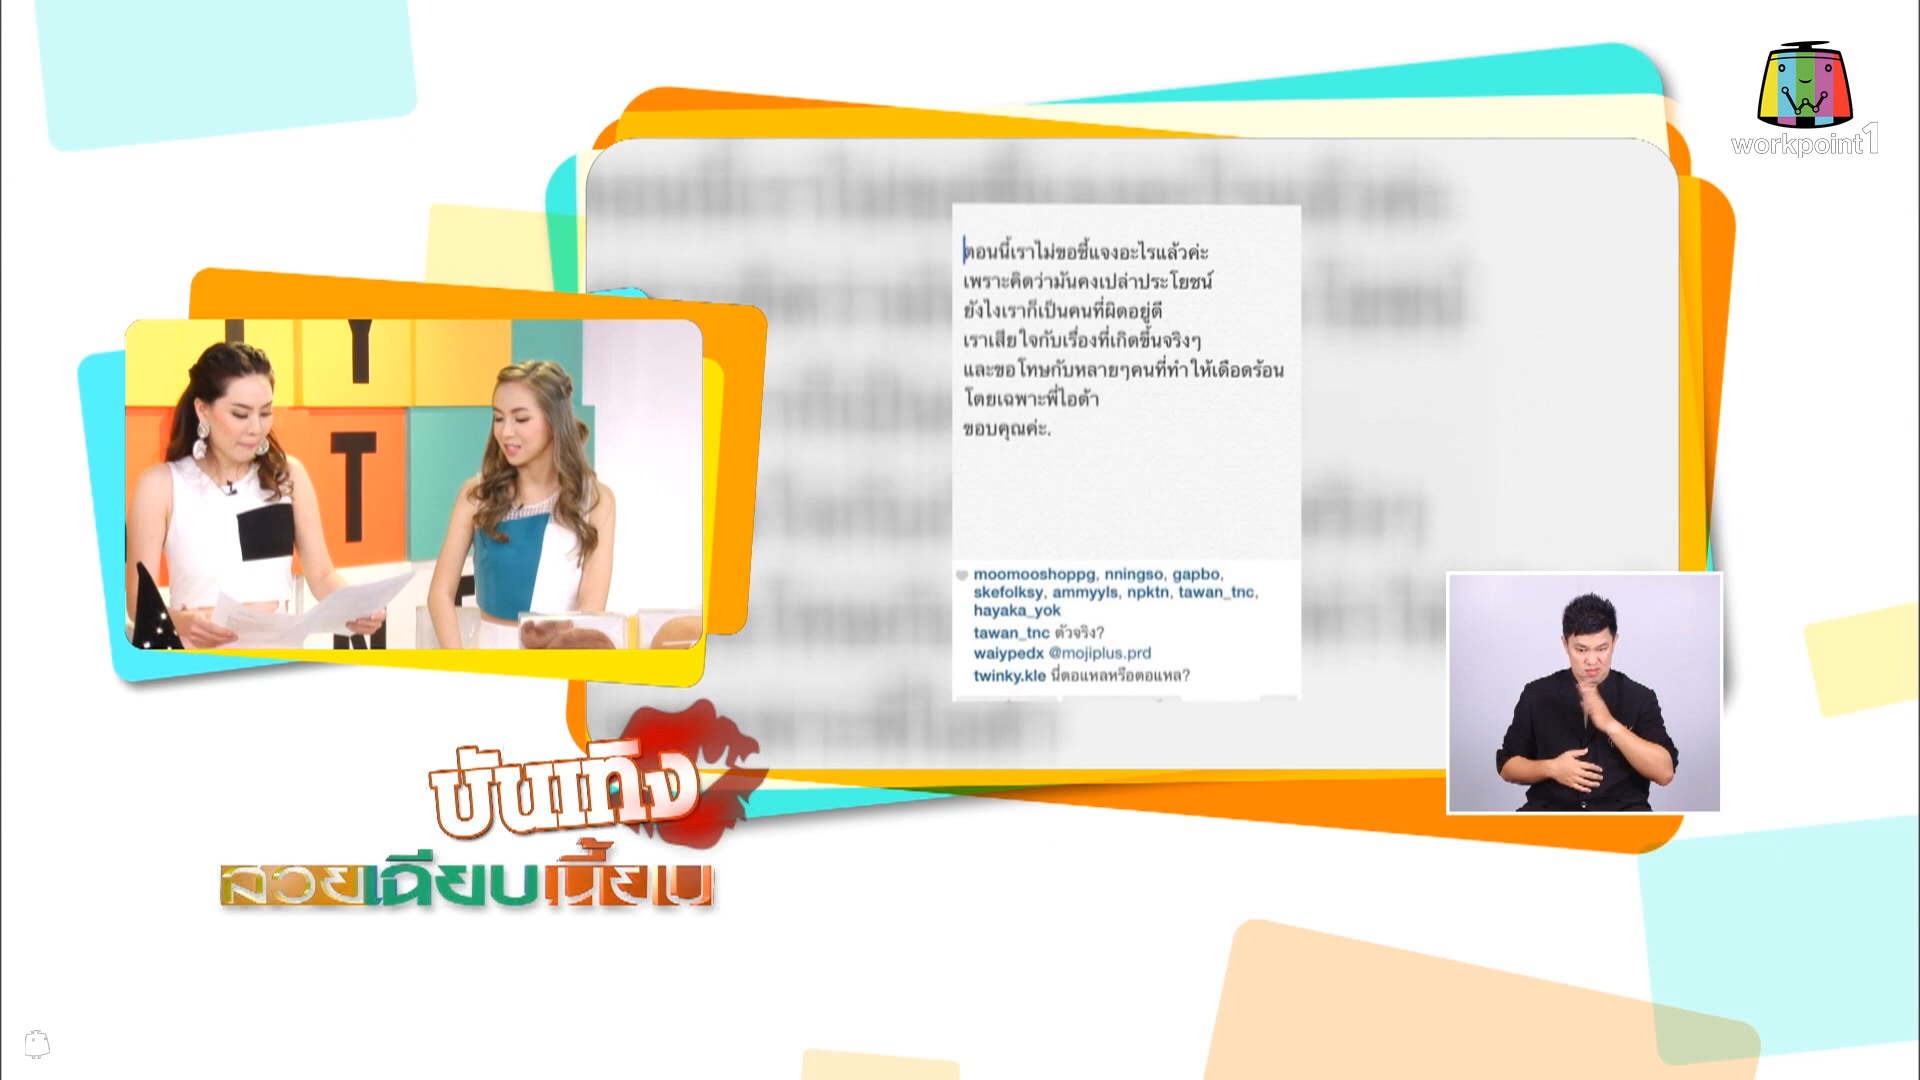 workpoint1
ตอนนี้เราไม่ขอชี้แจงอะไรแล้วค่ะ
เพราะคิดว่ามันคงเปล่าประโยชน์
ยังไงเราก็เป็นคนที่ผิดอยู่ดี
เราเสียใจกับเรื่องที่เกิดขึ้นจริงๆ
และขอโทษกับหลายๆคนที่ทำให้เดือดร้อน
โดยเฉพาะพี่ไอด้า
ขอบคุณค่ะ.
moomooshoppg, nningso, gapbo,
skefolksy, ammyyls, npktn, tawan_tnc,
hayaka_yok
tawan_tnc ตัวจริง?
waiypedx @mojiplus.prd
twinky.kle นี่ตอแหลหรือตอแหล?
Y
T
บันเทิง
สวยเฉียบเนี้ยบ